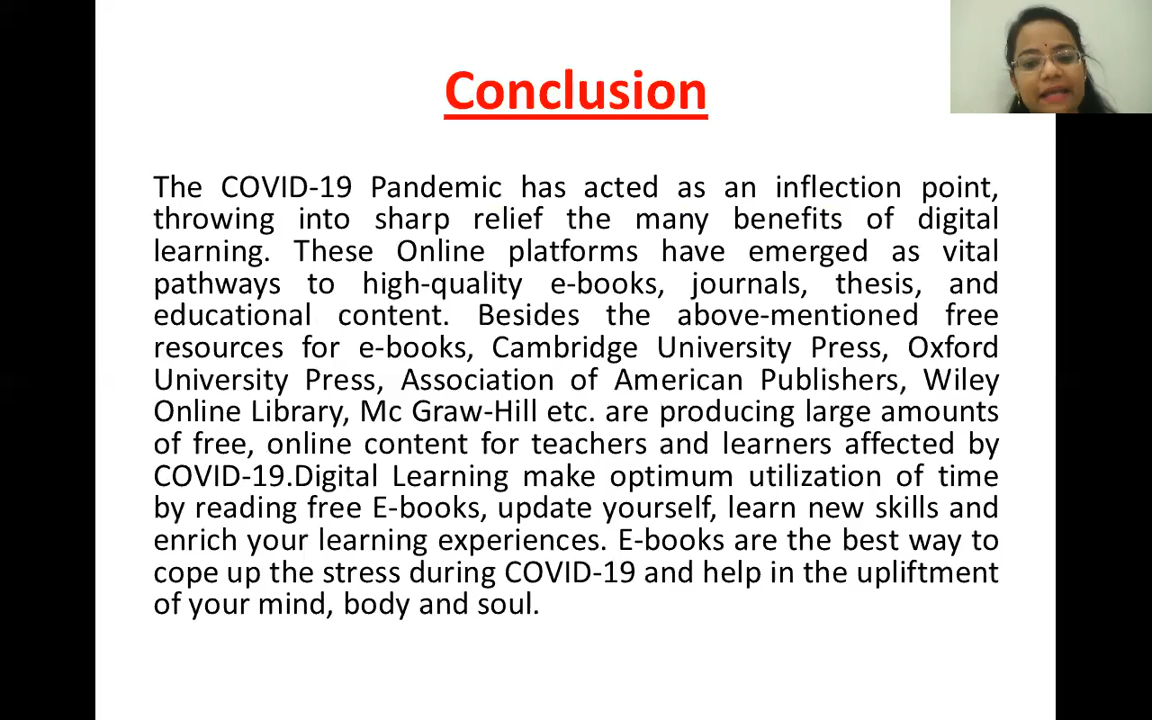 Conclusion
The COVID-19 Pandemic has acted as an inflection point,
throwing into sharp relief the many benefits of digital
learning. These Online platforms have emerged as vital
pathways to high-quality e-books, journals, thesis, and
educational content. Besides the above-mentioned free
resources for e-books, Cambridge University Press, Oxford
University Press, Association of American Publishers, Wiley
Online Library, Mc Graw-Hill etc. are producing large amounts
of free, online content for teachers and learners affected by
COVID-19.Digital Learning make optimum utilization of time
by reading free E-books, update yourself, learn new skills and
enrich your learning experiences. E-books are the best way to
cope up the stress during COVID-19 and help in the upliftment
of your mind, body and soul.